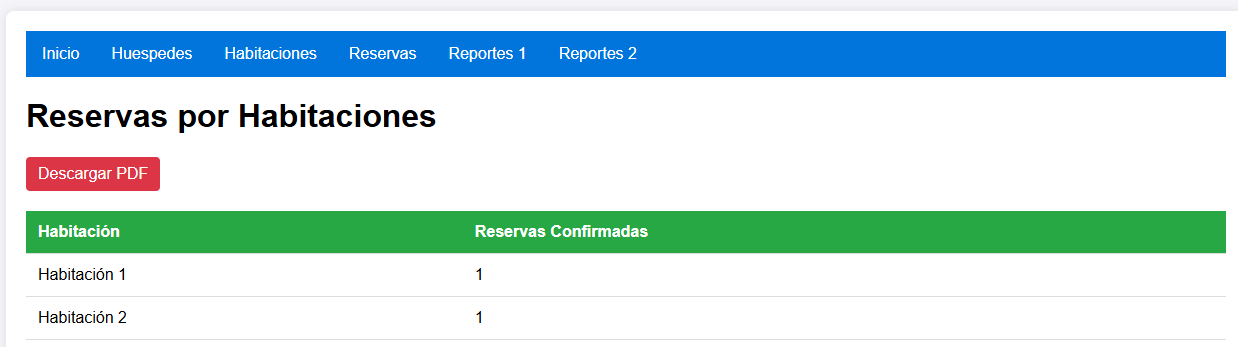 Inicio Huespedes Habitaciones Reservas Reportes 1 Reportes 2
Reservas por Habitaciones
Descargar PDF
Habitación Reservas Confirmadas
Habitación 1 1
Habitación 2 1